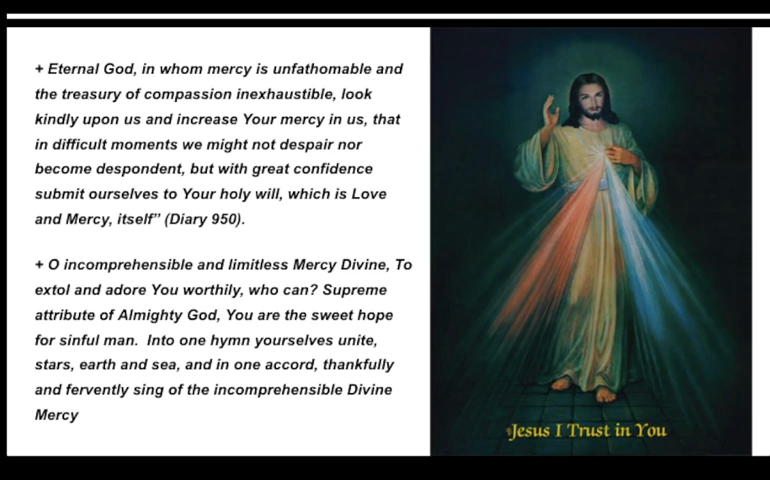 + Eternal God, in whom mercy is unfathomable and
the treasury of compassion inexhaustible, look
kindly upon us and increase Your mercy in us, that
in difficult moments we might not despair nor
become despondent, but with great confidence
submit ourselves to Your holy will, which is Love
and Mercy, itself” (Diary 950).
+ O incomprehensible and limitless Mercy Divine, To
extol and adore You worthily, who can? Supreme
attribute of Almighty God, You are the sweet hope
for sinful man.  Into one hymn yourselves unite,
stars, earth and sea, and in one accord, thankfully
and fervently sing of the incomprehensible Divine
Mercy
Jesus I Trust in You